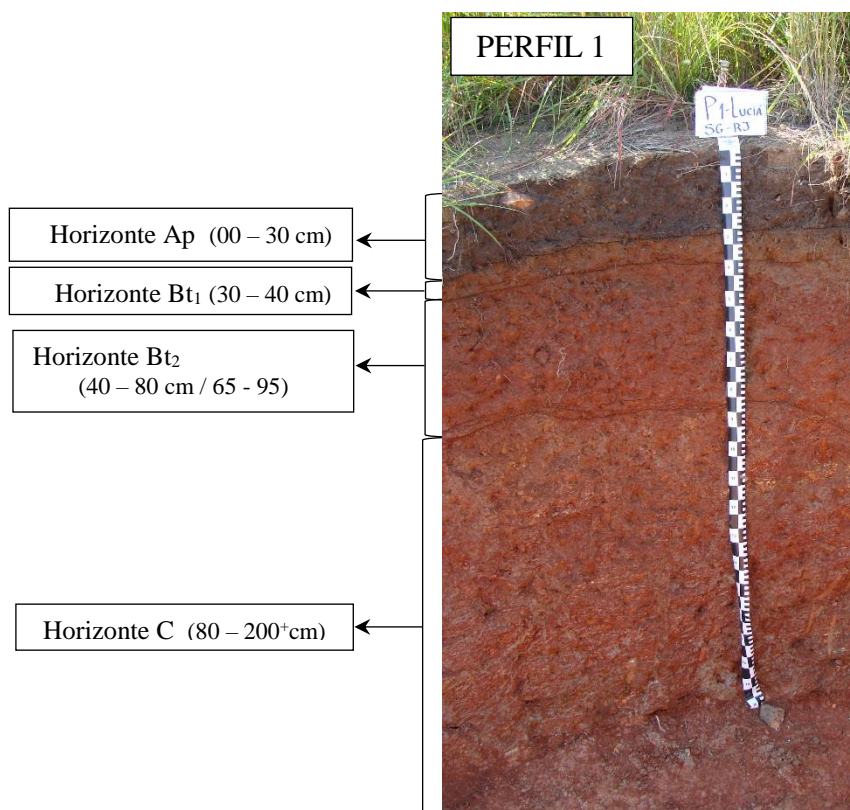 PERFIL 1
P1-LUCIA
SG-RJ
Horizonte Ap (00 – 30 cm)
Horizonte Bt₁ (30 – 40 cm)
Horizonte Bt₂
(40 – 80 cm / 65 - 95)
Horizonte C (80 – 200⁺cm)